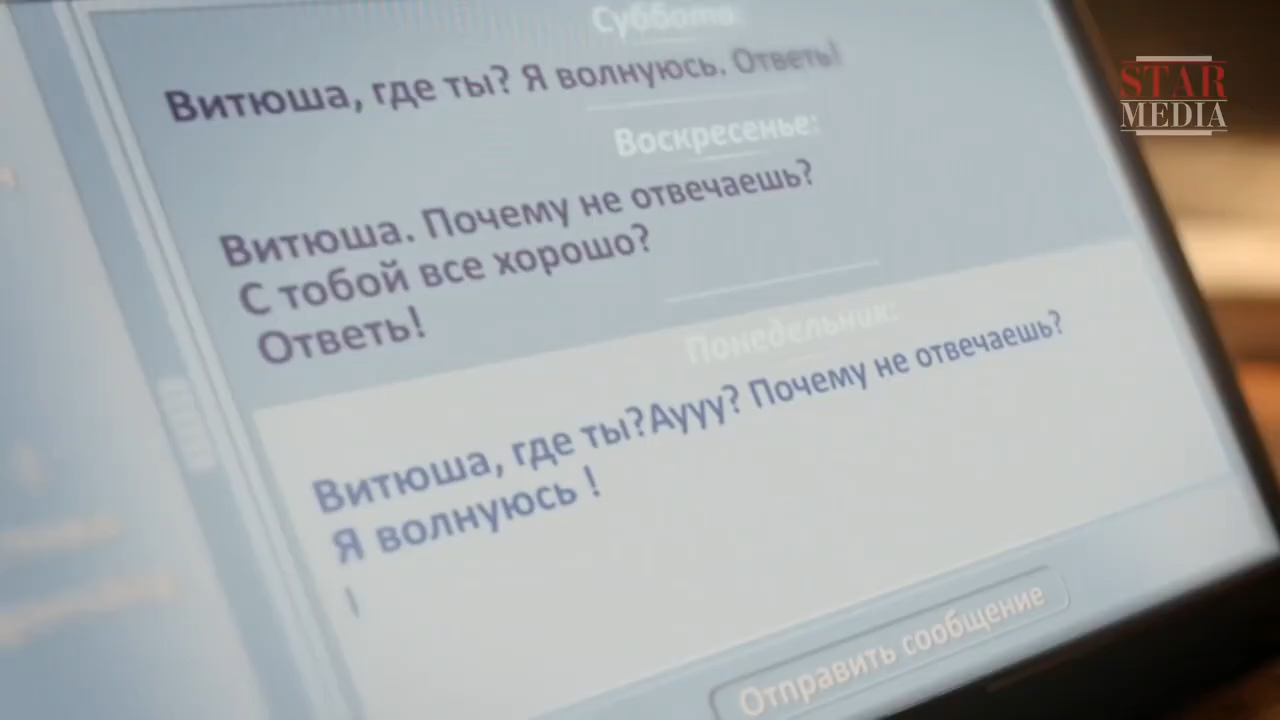 Суббота:
Витюша, где ты? Я волнуюсь. Ответь!
Воскресенье:
Витюша. Почему не отвечаешь?
С тобой все хорошо?
Ответь!
Понедельник:
Витюша, где ты?Аууу? Почему не отвечаешь?
Я волнуюсь !
Отправить сообщение
STAR
MEDIA